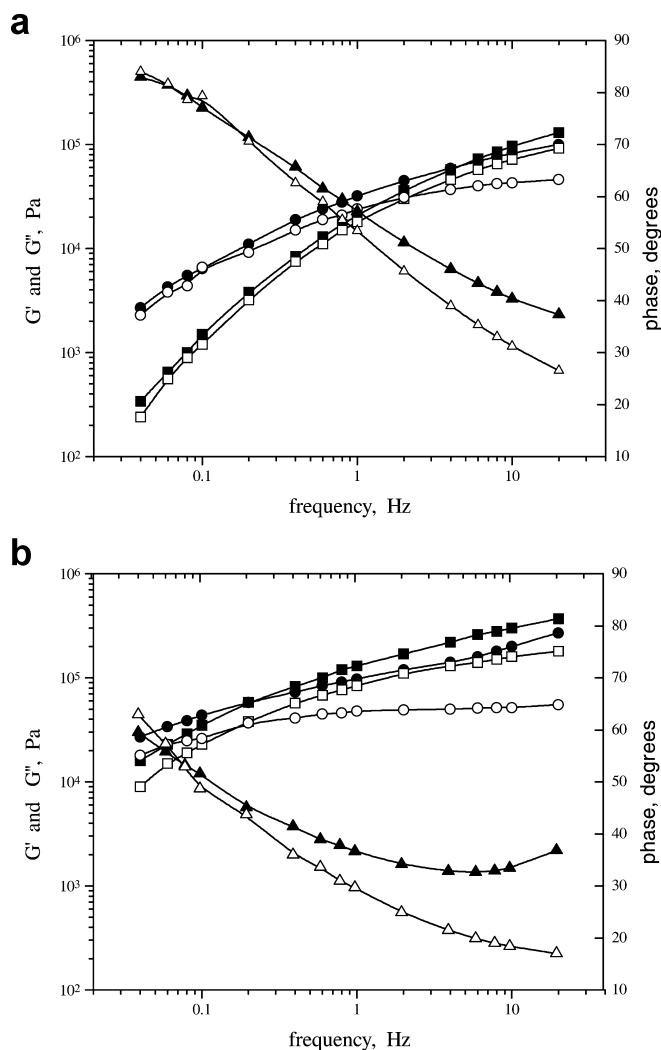 a
10⁶
10⁵
10⁴
10³
10²
G' and G'', Pa
90
80
70
60
50
40
30
20
10
phase, degrees
0.1 1 10
frequency, Hz
b
10⁶
10⁵
10⁴
10³
10²
G' and G'', Pa
90
80
70
60
50
40
30
20
10
phase, degrees
0.1 1 10
frequency, Hz